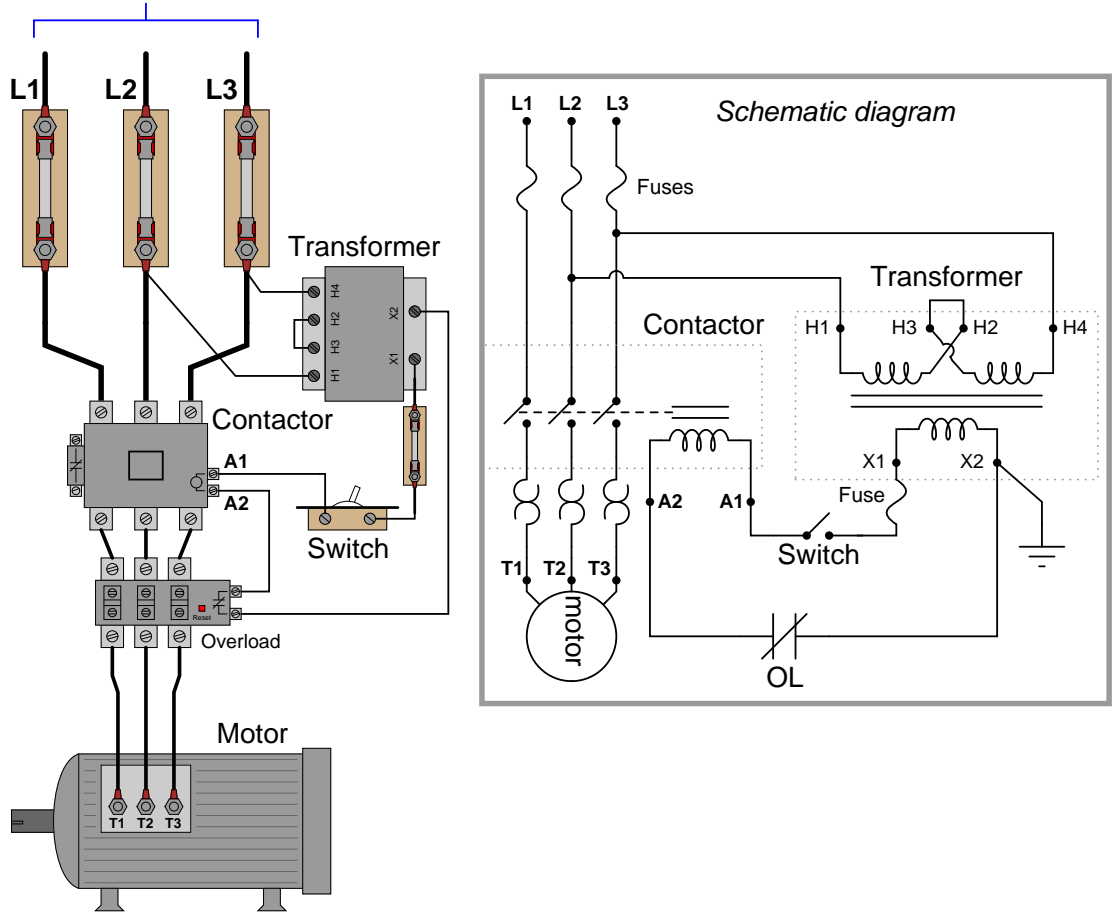 L1 L2 L3
Transformer
H4
H2
H3
H1
X2
X1
Contactor
A1
A2
Switch
Reset
Overload
Motor
T1 T2 T3
Schematic diagram
L1 L2 L3
Fuses
Transformer
H1 H3 H2 H4
Contactor
X1 X2
Fuse
A2 A1
Switch
T1 T2 T3
motor
OL